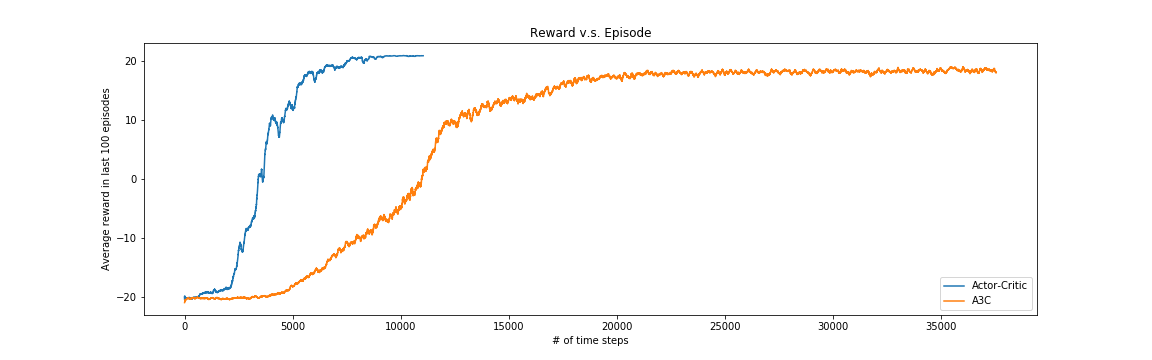 Reward v.s. Episode
Average reward in last 100 episodes
20
10
0
−10
−20
0 5000 10000 15000 20000 25000 30000 35000
# of time steps
Actor-Critic
A3C